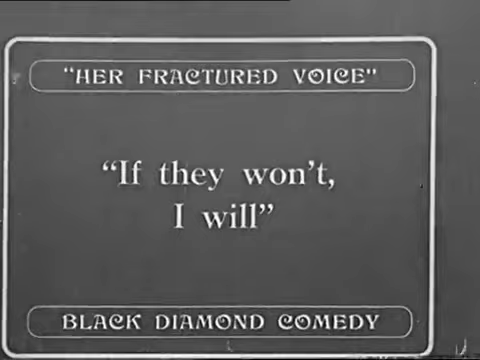 "HER FRACTURED VOICE"
“If they won't,
I will”
BLACK DIAMOND COMEDY